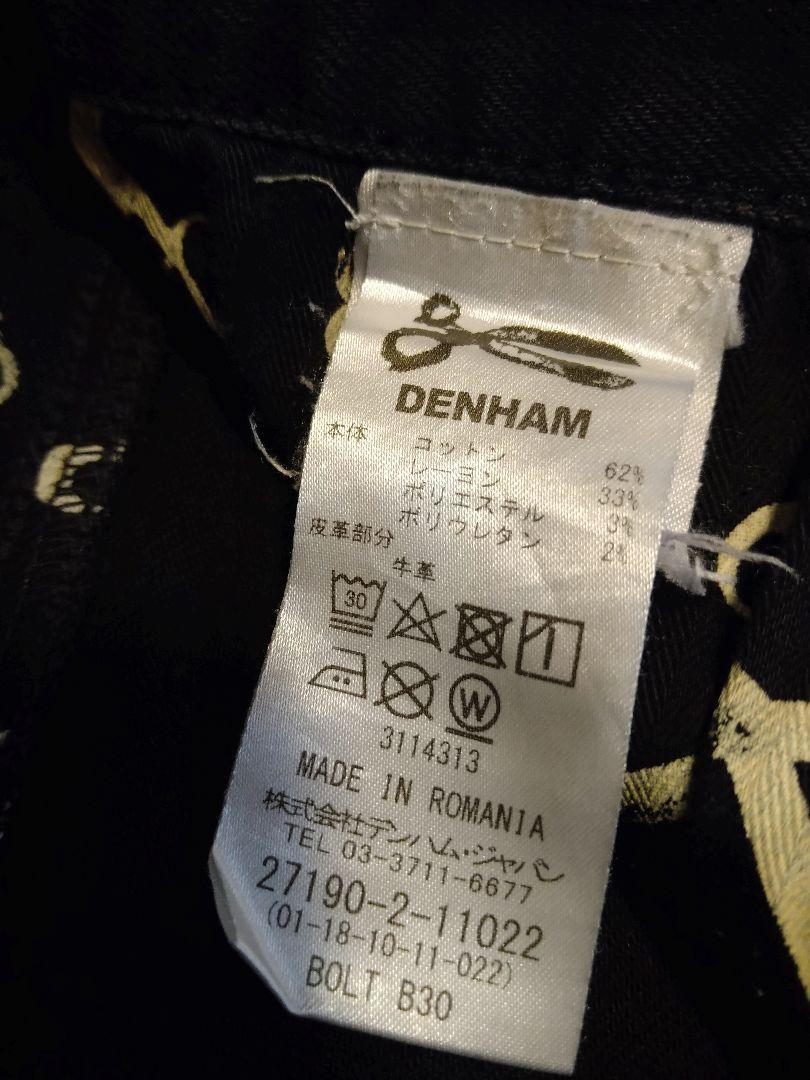 DENHAM
本体 コットン 62%
レーヨン 33%
ポリエステル 3%
ポリウレタン 2%
皮革部分 牛革
30
W
3114313
MADE IN ROMANIA
株式会社デンハム・ジャパン
TEL 03-3711-6677
27190-2-11022
(01-18-10-11-022)
BOLT B30